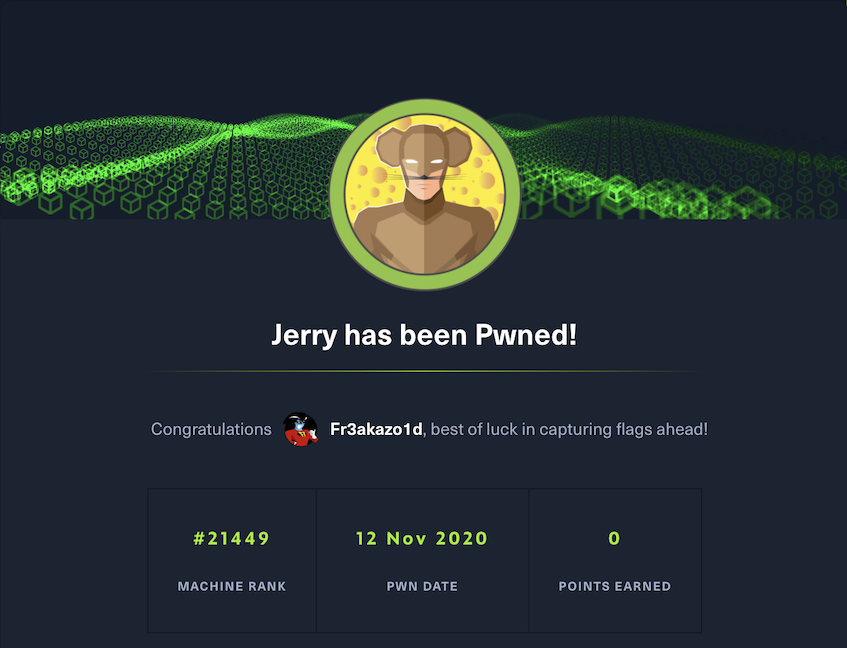 Jerry has been Pwned!
Congratulations Fr3akazo1d, best of luck in capturing flags ahead!
#21449 12 Nov 2020 0
MACHINE RANK PWN DATE POINTS EARNED